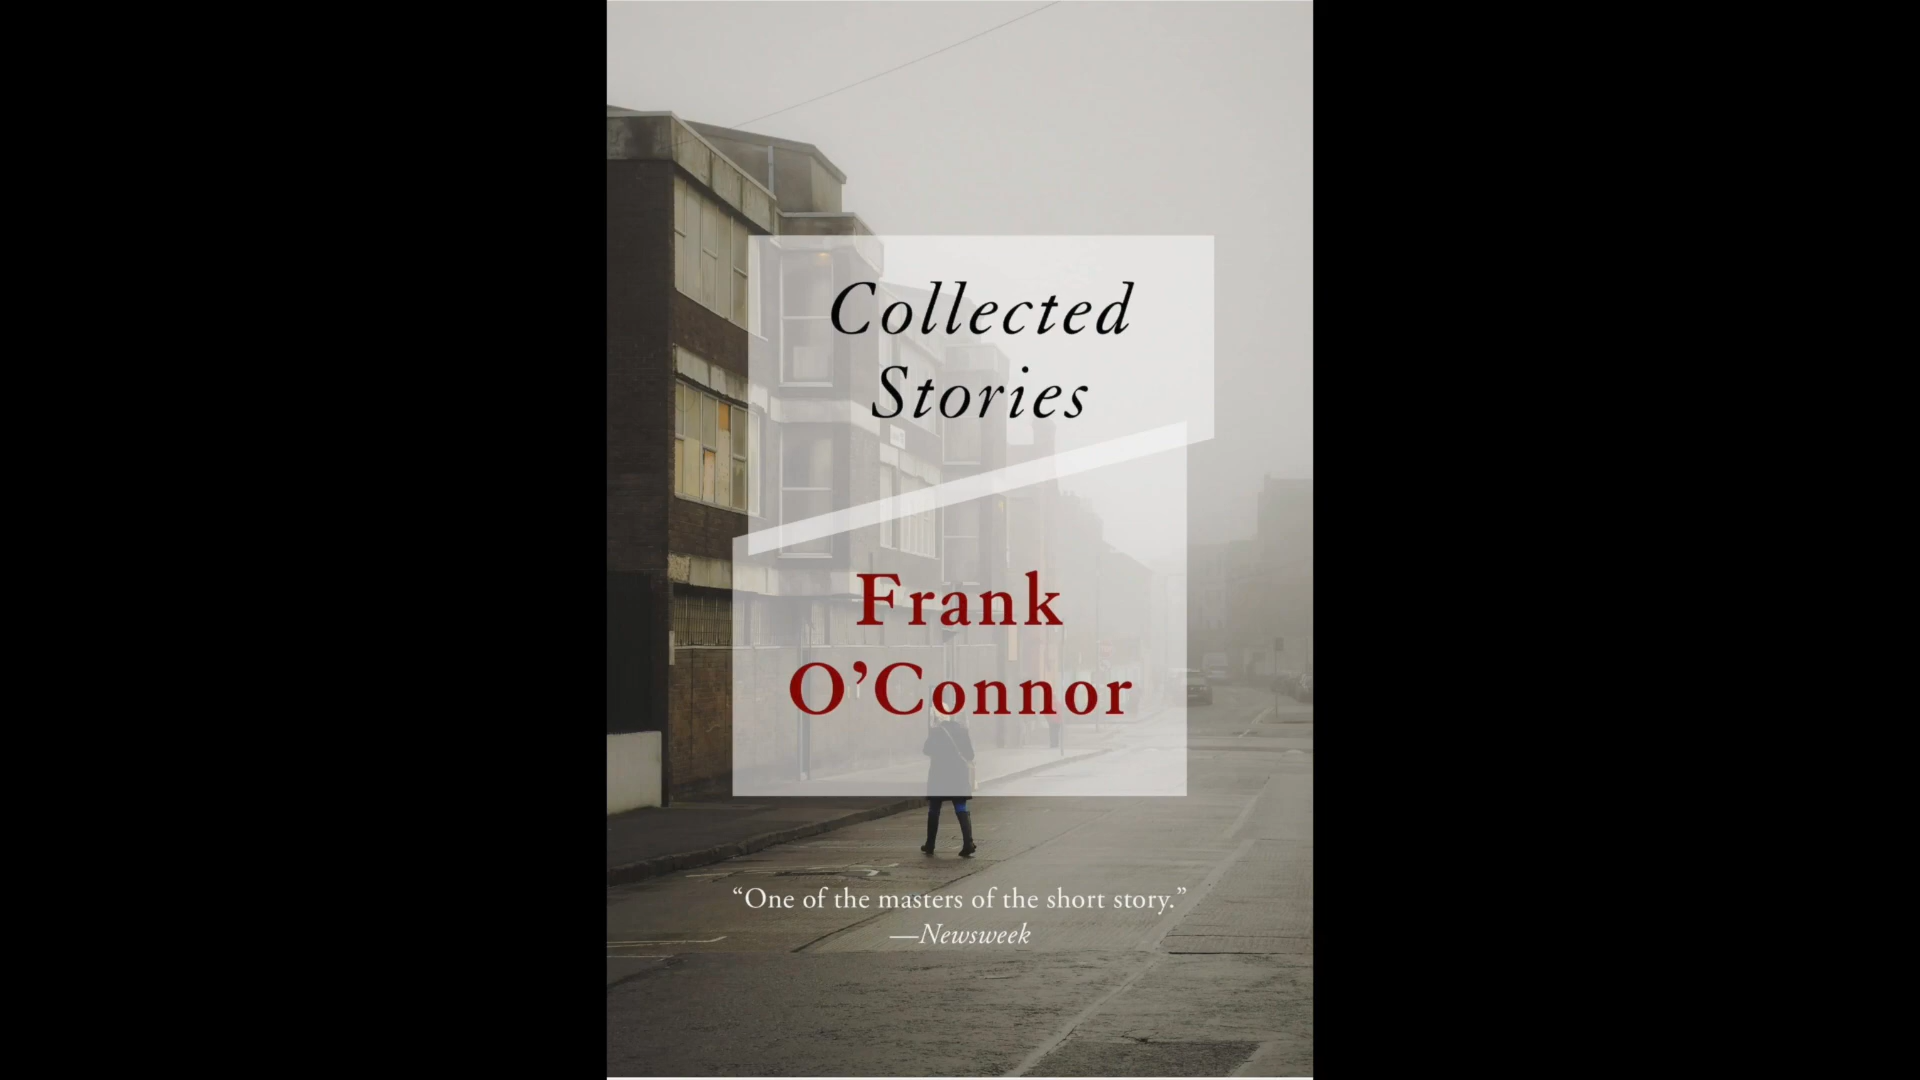 Collected
Stories
Frank
O’Connor
“One of the masters of the short story.”
—Newsweek